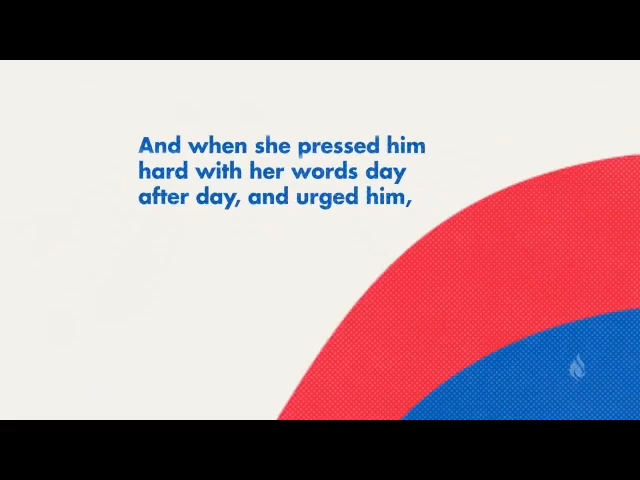 And when she pressed him
hard with her words day
after day, and urged him,